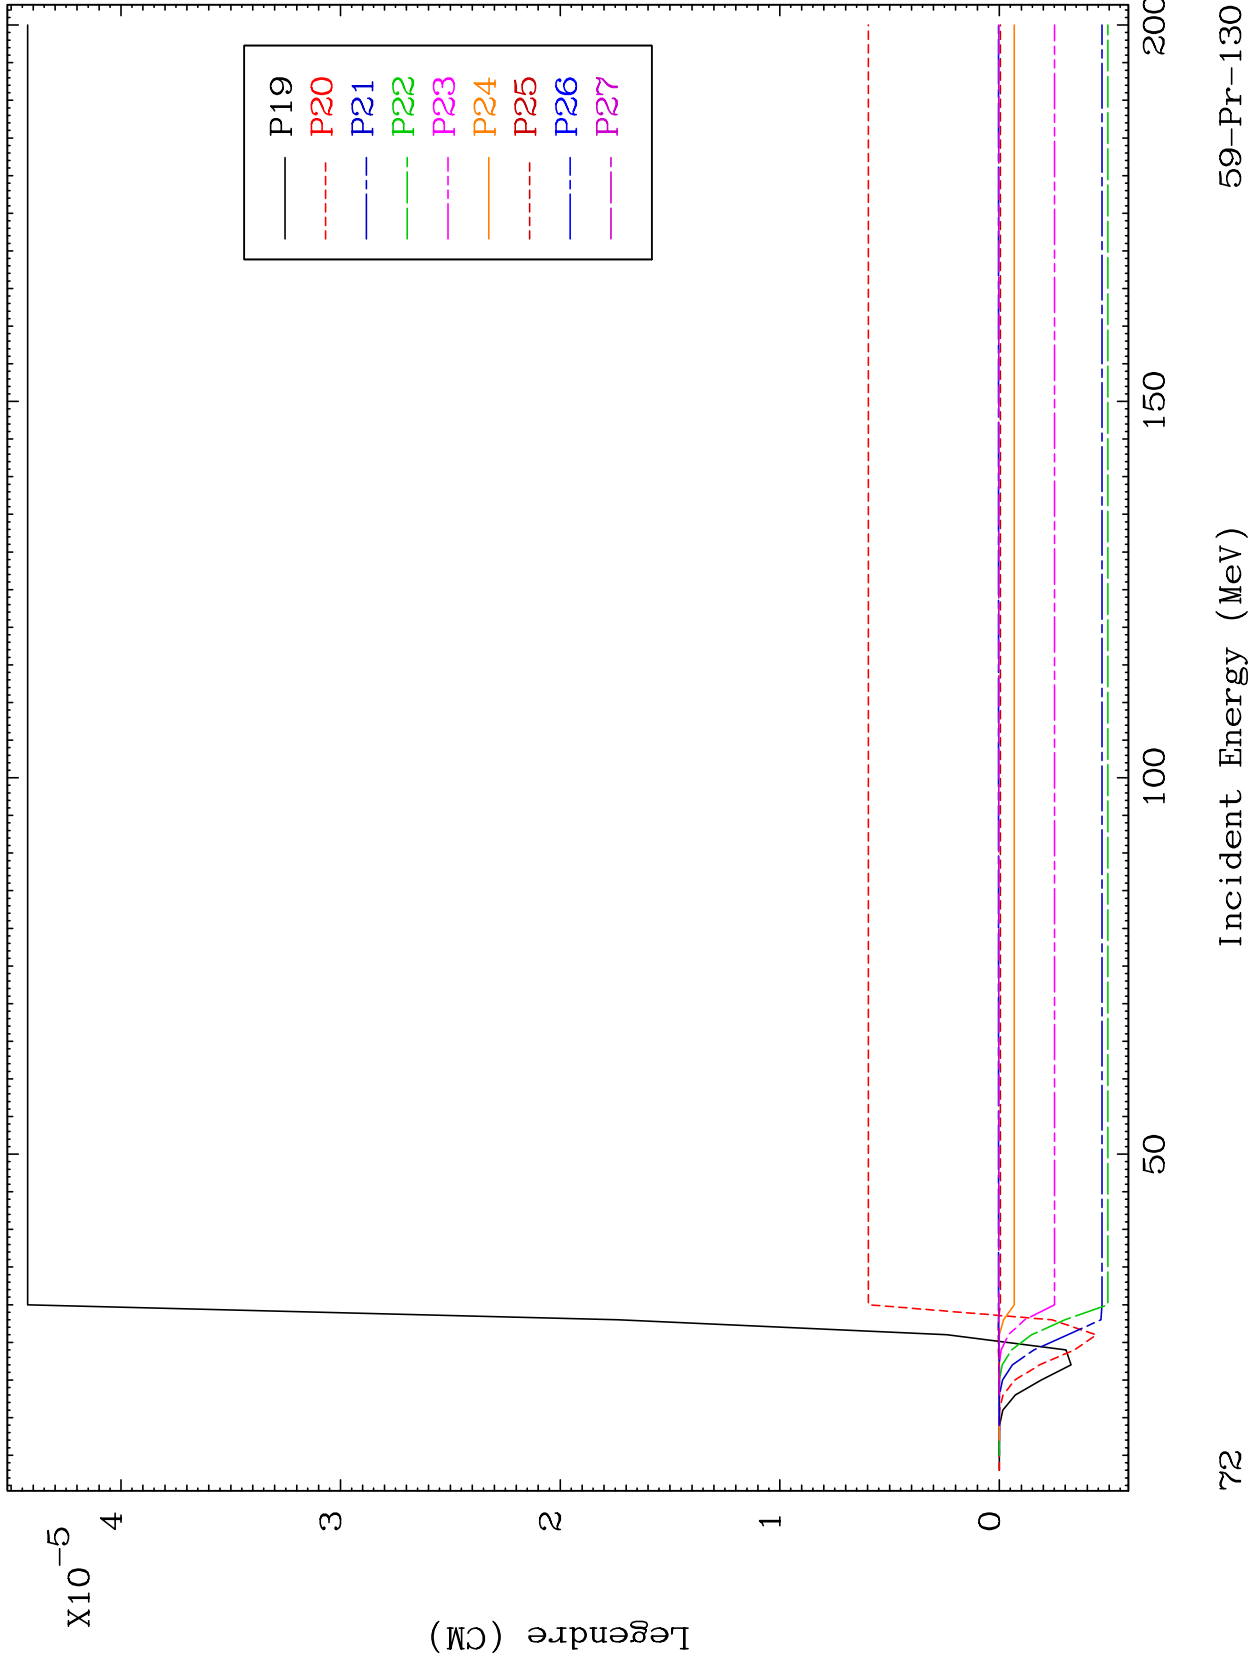 X10-5
4
3
2
1
0
Legendre (CM)
P19
P20
P21
P22
P23
P24
P25
P26
P27
50
100
150
200
Incident Energy (MeV)
72
59-Pr-130